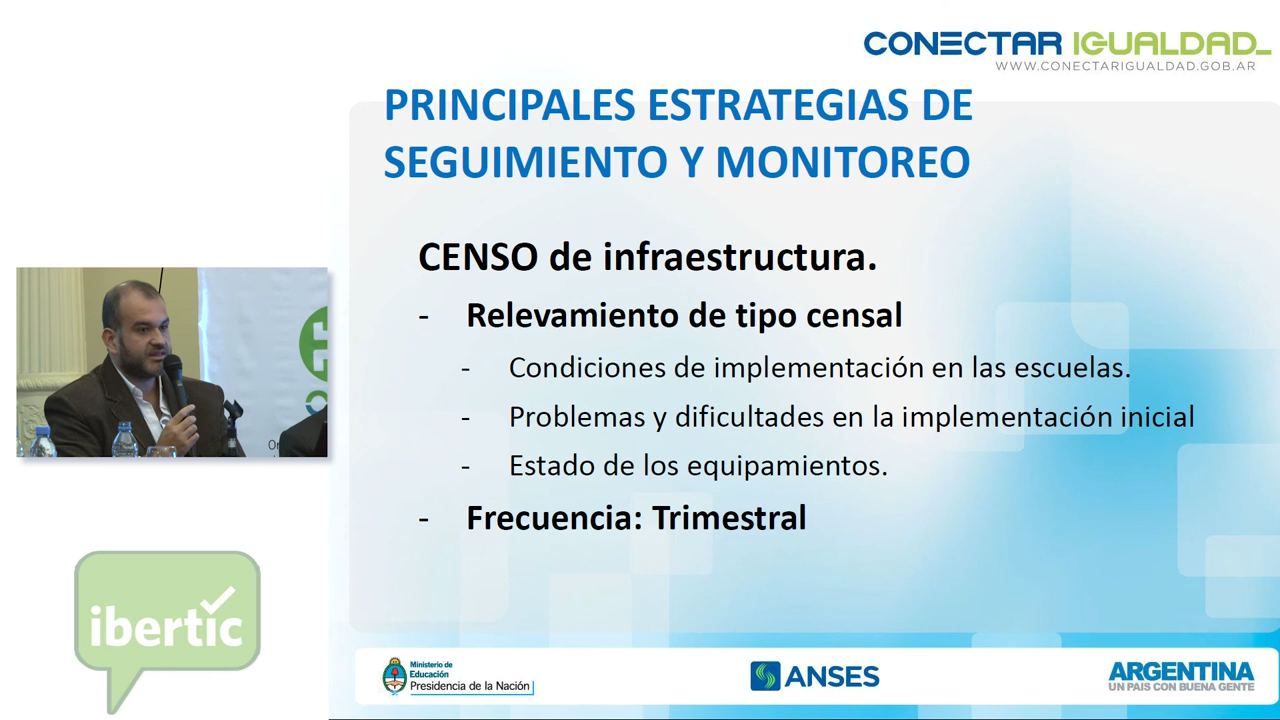 CONECTAR IGUALDAD_
WWW.CONECTARIGUALDAD.GOB.AR
PRINCIPALES ESTRATEGIAS DE
SEGUIMIENTO Y MONITOREO
CENSO de infraestructura.
- Relevamiento de tipo censal
- Condiciones de implementación en las escuelas.
- Problemas y dificultades en la implementación inicial
- Estado de los equipamientos.
- Frecuencia: Trimestral
ibertic
Ministerio de
Educación
Presidencia de la Nación
ANSES
ARGENTINA
UN PAIS CON BUENA GENTE